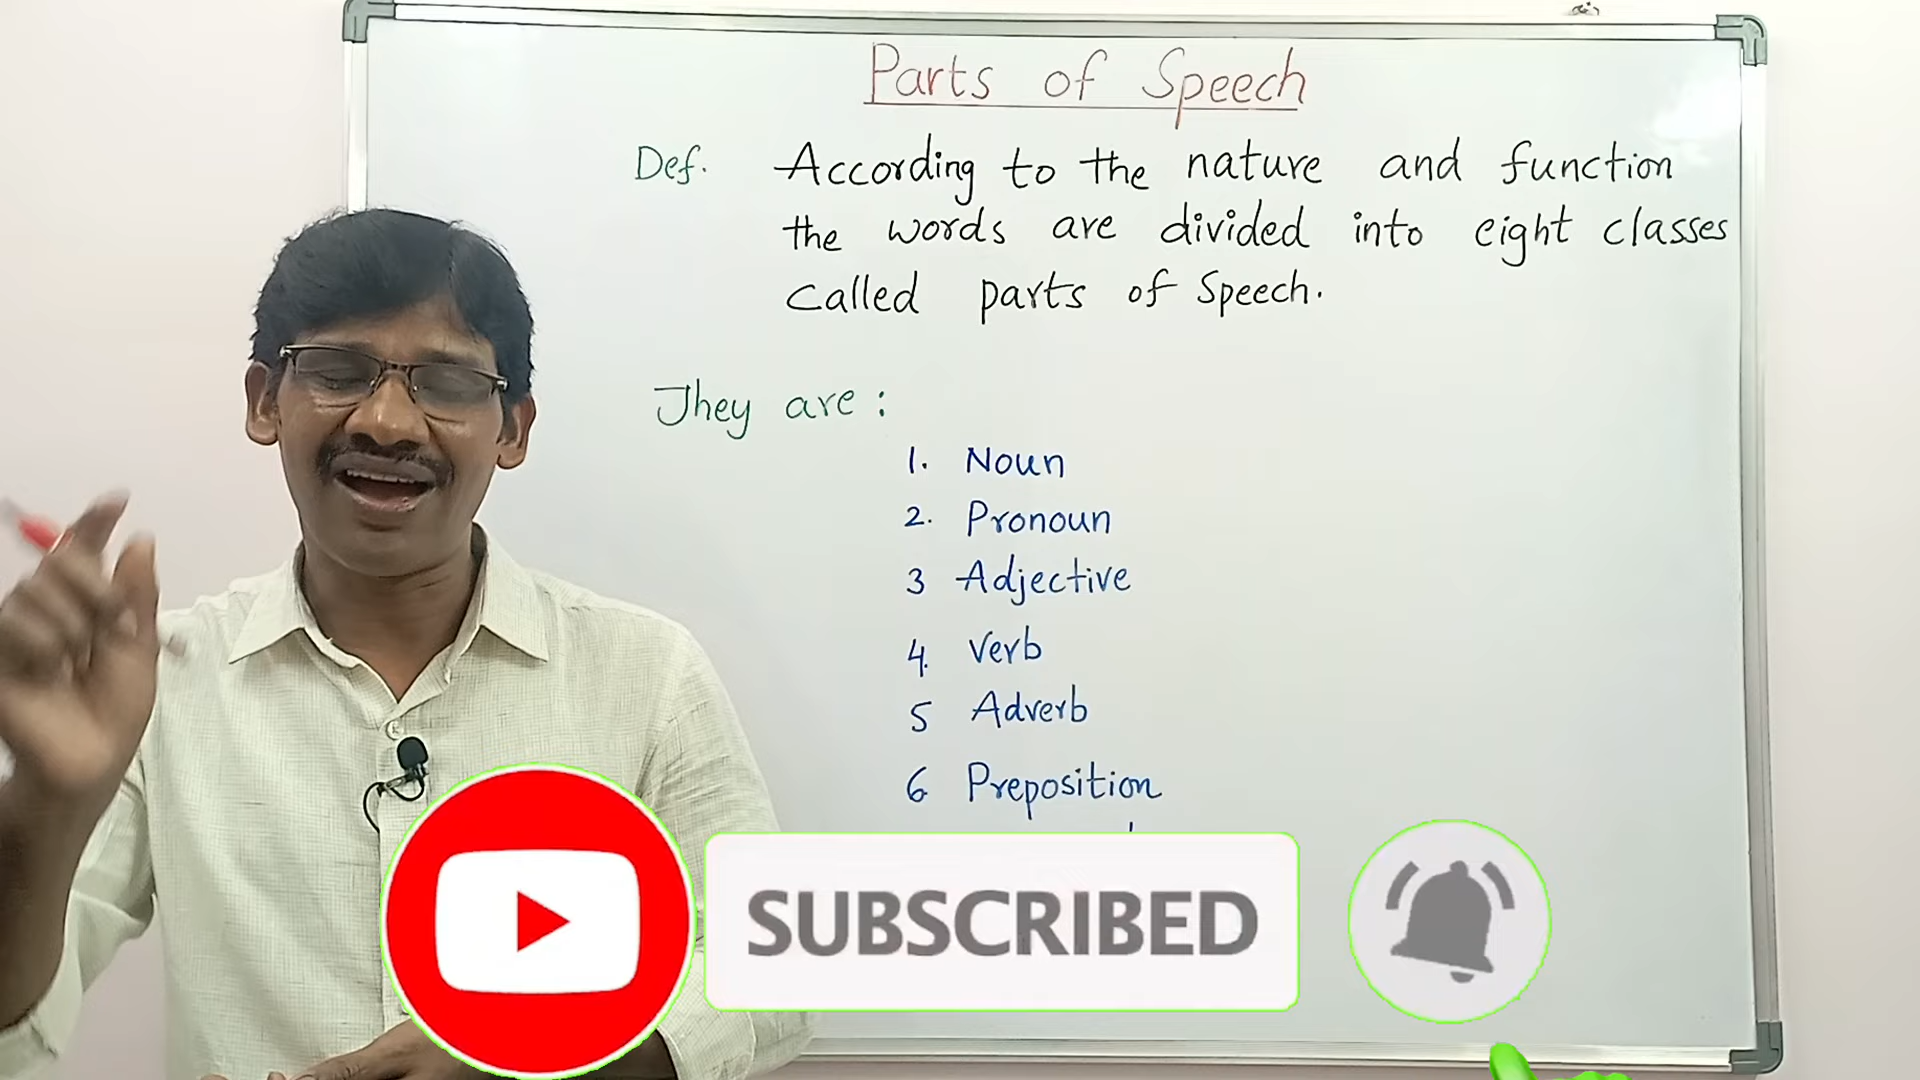 Parts of Speech
Def. According to the nature and function
the words are divided into eight classes
called parts of Speech.
They are :
1. Noun
2. Pronoun
3 Adjective
4. Verb
5 Adverb
6 Preposition
SUBSCRIBED